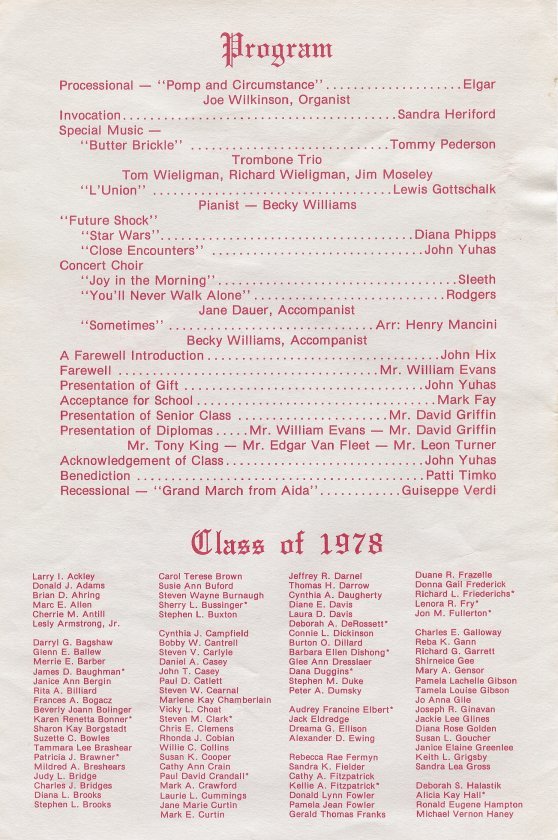 Program
Processional — "Pomp and Circumstance"....................Elgar
Joe Wilkinson, Organist
Invocation........................................Sandra Heriford
Special Music —
"Butter Brickle" .............................Tommy Pederson
Trombone Trio
Tom Wieligman, Richard Wieligman, Jim Moseley
"L'Union" ...................................Lewis Gottschalk
Pianist — Becky Williams
"Future Shock"
"Star Wars".....................................Diana Phipps
"Close Encounters" ...............................John Yuhas
Concert Choir
"Joy in the Morning"...................................Sleeth
"You'll Never Walk Alone"............................Rodgers
Jane Dauer, Accompanist
"Sometimes" ..............................Arr: Henry Mancini
Becky Williams, Accompanist
A Farewell Introduction..................................John Hix
Farewell ......................................Mr. William Evans
Presentation of Gift ...................................John Yuhas
Acceptance for School...................................Mark Fay
Presentation of Senior Class ......................Mr. David Griffin
Presentation of Diplomas.....Mr. William Evans — Mr. David Griffin
Mr. Tony King — Mr. Edgar Van Fleet — Mr. Leon Turner
Acknowledgement of Class.............................John Yuhas
Benediction ..........................................Patti Timko
Recessional — "Grand March from Aida"............Guiseppe Verdi
Class of 1978
Larry I. Ackley
Donald J. Adams
Brian D. Ahring
Marc E. Allen
Cherrie M. Antill
Lesly Armstrong, Jr.
Darryl G. Bagshaw
Glenn E. Ballew
Merrie E. Barber
James D. Baughman*
Janice Ann Bergin
Rita A. Billiard
Frances A. Bogacz
Beverly Joann Bolinger
Karen Renetta Bonner*
Sharon Kay Borgstadt
Suzette C. Bowles
Tammara Lee Brashear
Patricia J. Brawner*
Mildred A. Breshears
Judy L. Bridge
Charles J. Bridges
Diana L. Brooks
Stephen L. Brooks
Carol Terese Brown
Susie Ann Buford
Steven Wayne Burnaugh
Sherry L. Bussinger*
Stephen L. Buxton
Cynthia J. Campfield
Bobby W. Cantrell
Steven V. Carlyle
Daniel A. Casey
John T. Casey
Paul D. Catlett
Steven W. Cearnal
Marlene Kay Chamberlain
Vicky L. Choat
Steven M. Clark*
Chris E. Clemens
Rhonda J. Cobian
Willie C. Collins
Susan K. Cooper
Cathy Ann Crain
Paul David Crandall*
Mark A. Crawford
Laurie L. Cummings
Jane Marie Curtin
Mark E. Curtin
Jeffrey R. Darnel
Thomas H. Darrow
Cynthia A. Daugherty
Diane E. Davis
Laura D. Davis
Deborah A. DeRossett*
Connie L. Dickinson
Burton O. Dillard
Barbara Ellen Dishong*
Glee Ann Dresslaer
Dana Duggins*
Stephen M. Duke
Peter A. Dumsky
Audrey Francine Elbert*
Jack Eldredge
Dreama G. Ellison
Alexander D. Ewing
Rebecca Rae Fermyn
Sandra K. Fielder
Cathy A. Fitzpatrick
Kellie A. Fitzpatrick*
Donald Lynn Fowler
Pamela Jean Fowler
Gerald Thomas Franks
Duane R. Frazelle
Donna Gail Frederick
Richard L. Friederichs*
Lenora R. Fry*
Jon M. Fullerton*
Charles E. Galloway
Reba K. Gann
Richard G. Garrett
Shirneice Gee
Mary A. Gensor
Pamela Lachelle Gibson
Tamela Louise Gibson
Jo Anna Gile
Joseph R. Ginavan
Jackie Lee Glines
Diana Rose Golden
Susan L. Goucher
Janice Elaine Greenlee
Keith L. Grigsby
Sandra Lea Gross
Deborah S. Halastik
Alicia Kay Hall*
Ronald Eugene Hampton
Michael Vernon Haney